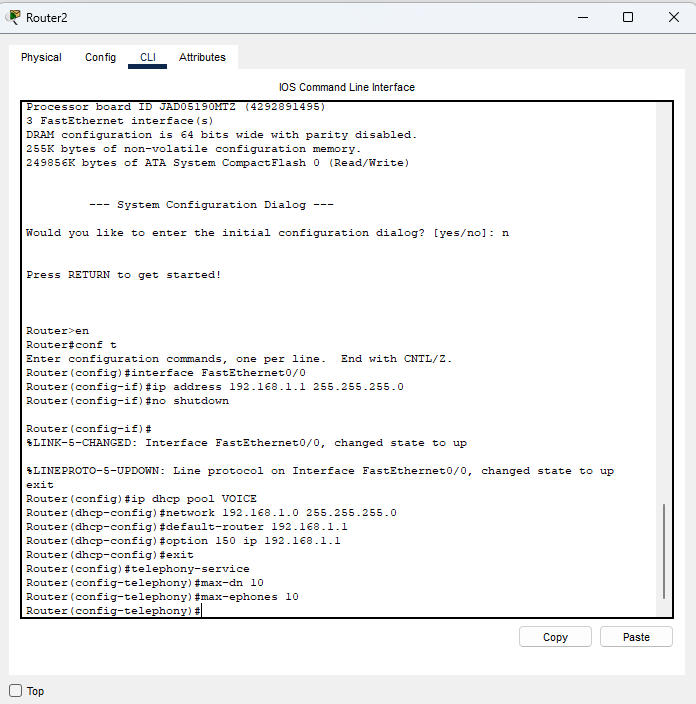 Router2
Physical Config CLI Attributes
IOS Command Line Interface
Processor board ID JAD05190MTZ (4292891495)
3 FastEthernet interface(s)
DRAM configuration is 64 bits wide with parity disabled.
255K bytes of non-volatile configuration memory.
249856K bytes of ATA System CompactFlash 0 (Read/Write)
--- System Configuration Dialog ---
Would you like to enter the initial configuration dialog? [yes/no]: n
Press RETURN to get started!
Router>en
Router#conf t
Enter configuration commands, one per line.  End with CNTL/Z.
Router(config)#interface FastEthernet0/0
Router(config-if)#ip address 192.168.1.1 255.255.255.0
Router(config-if)#no shutdown
Router(config-if)#
%LINK-5-CHANGED: Interface FastEthernet0/0, changed state to up
%LINEPROTO-5-UPDOWN: Line protocol on Interface FastEthernet0/0, changed state to up
exit
Router(config)#ip dhcp pool VOICE
Router(dhcp-config)#network 192.168.1.0 255.255.255.0
Router(dhcp-config)#default-router 192.168.1.1
Router(dhcp-config)#option 150 ip 192.168.1.1
Router(dhcp-config)#exit
Router(config)#telephony-service
Router(config-telephony)#max-dn 10
Router(config-telephony)#max-ephones 10
Router(config-telephony)#
Copy Paste
Top